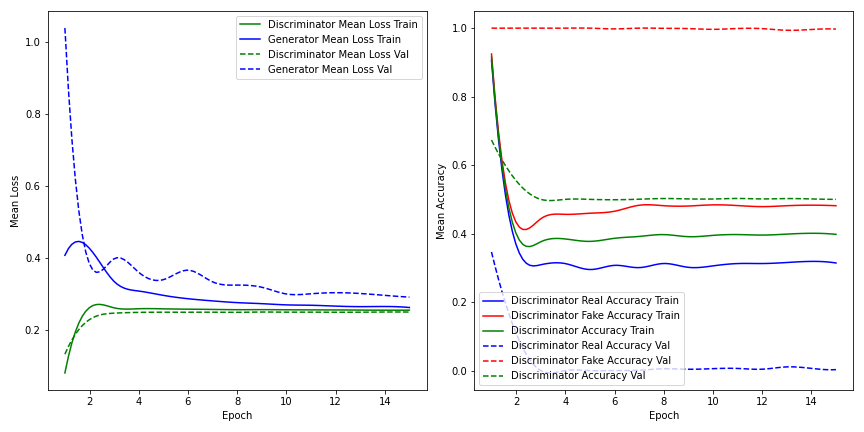 Mean Loss
1.0
0.8
0.6
0.4
0.2
Discriminator Mean Loss Train
Generator Mean Loss Train
Discriminator Mean Loss Val
Generator Mean Loss Val
2 4 6 8 10 12 14
Epoch
Mean Accuracy
1.0
0.8
0.6
0.4
0.2
0.0
Discriminator Real Accuracy Train
Discriminator Fake Accuracy Train
Discriminator Accuracy Train
Discriminator Real Accuracy Val
Discriminator Fake Accuracy Val
Discriminator Accuracy Val
2 4 6 8 10 12 14
Epoch